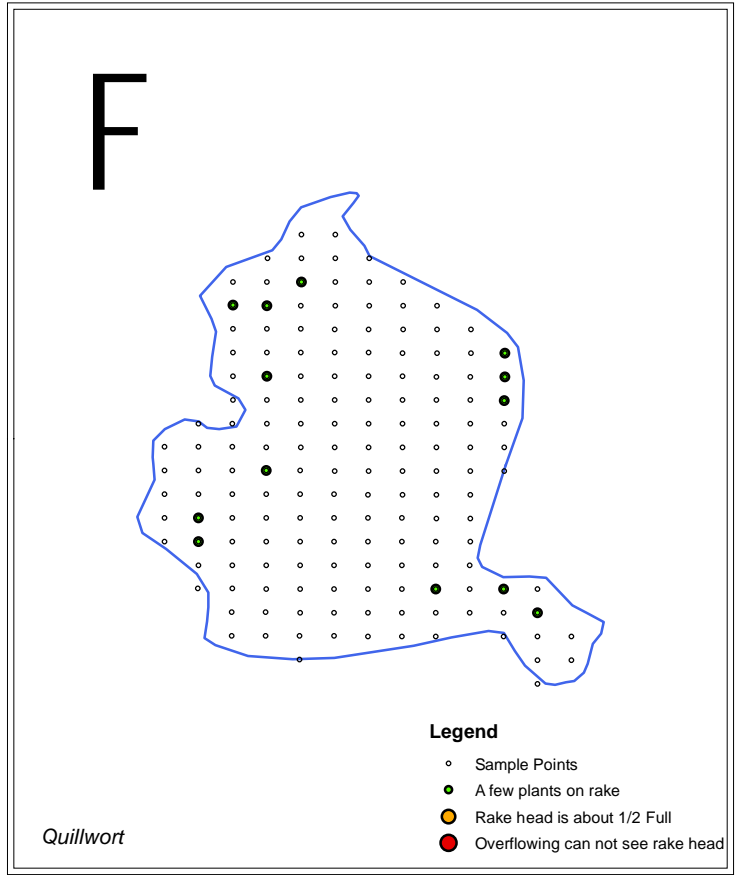 F
Legend
Sample Points
A few plants on rake
Rake head is about 1/2 Full
Overflowing can not see rake head
Quillwort